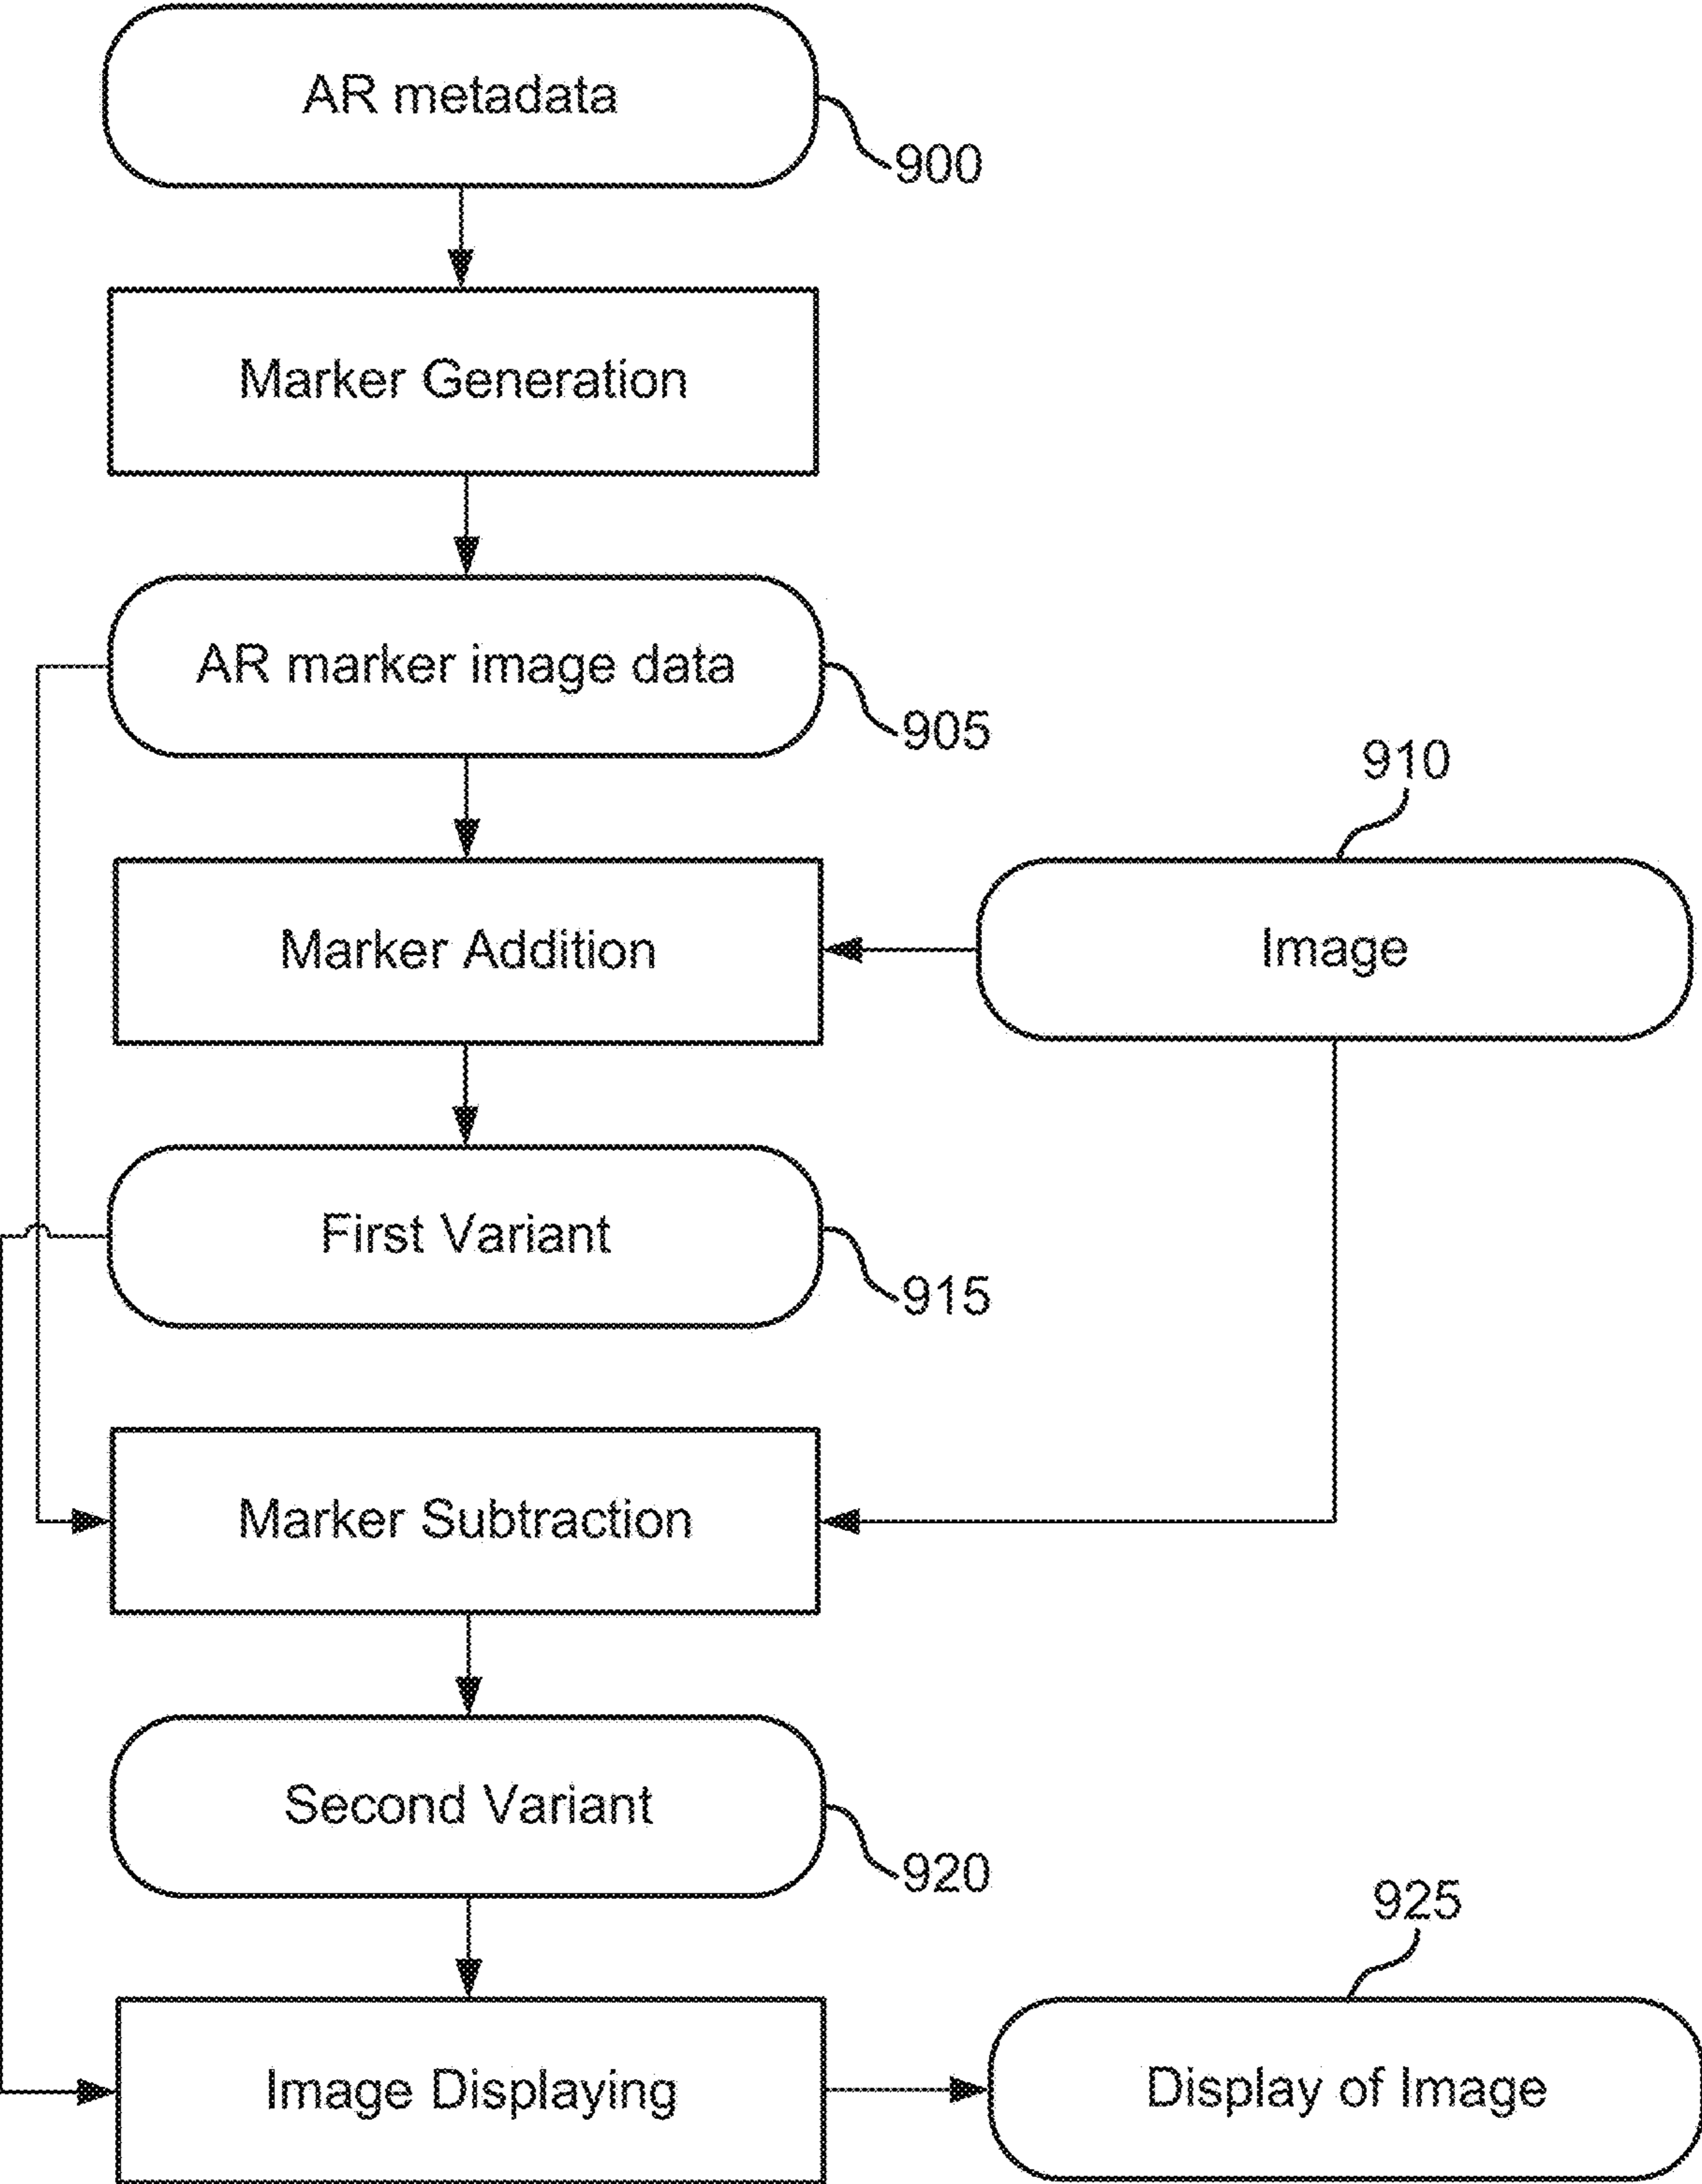 AR metadata
900
Marker Generation
AR marker image data
905
910
Marker Addition
Image
First Variant
915
Marker Subtraction
Second Variant
920
925
Image Displaying
Display of Image